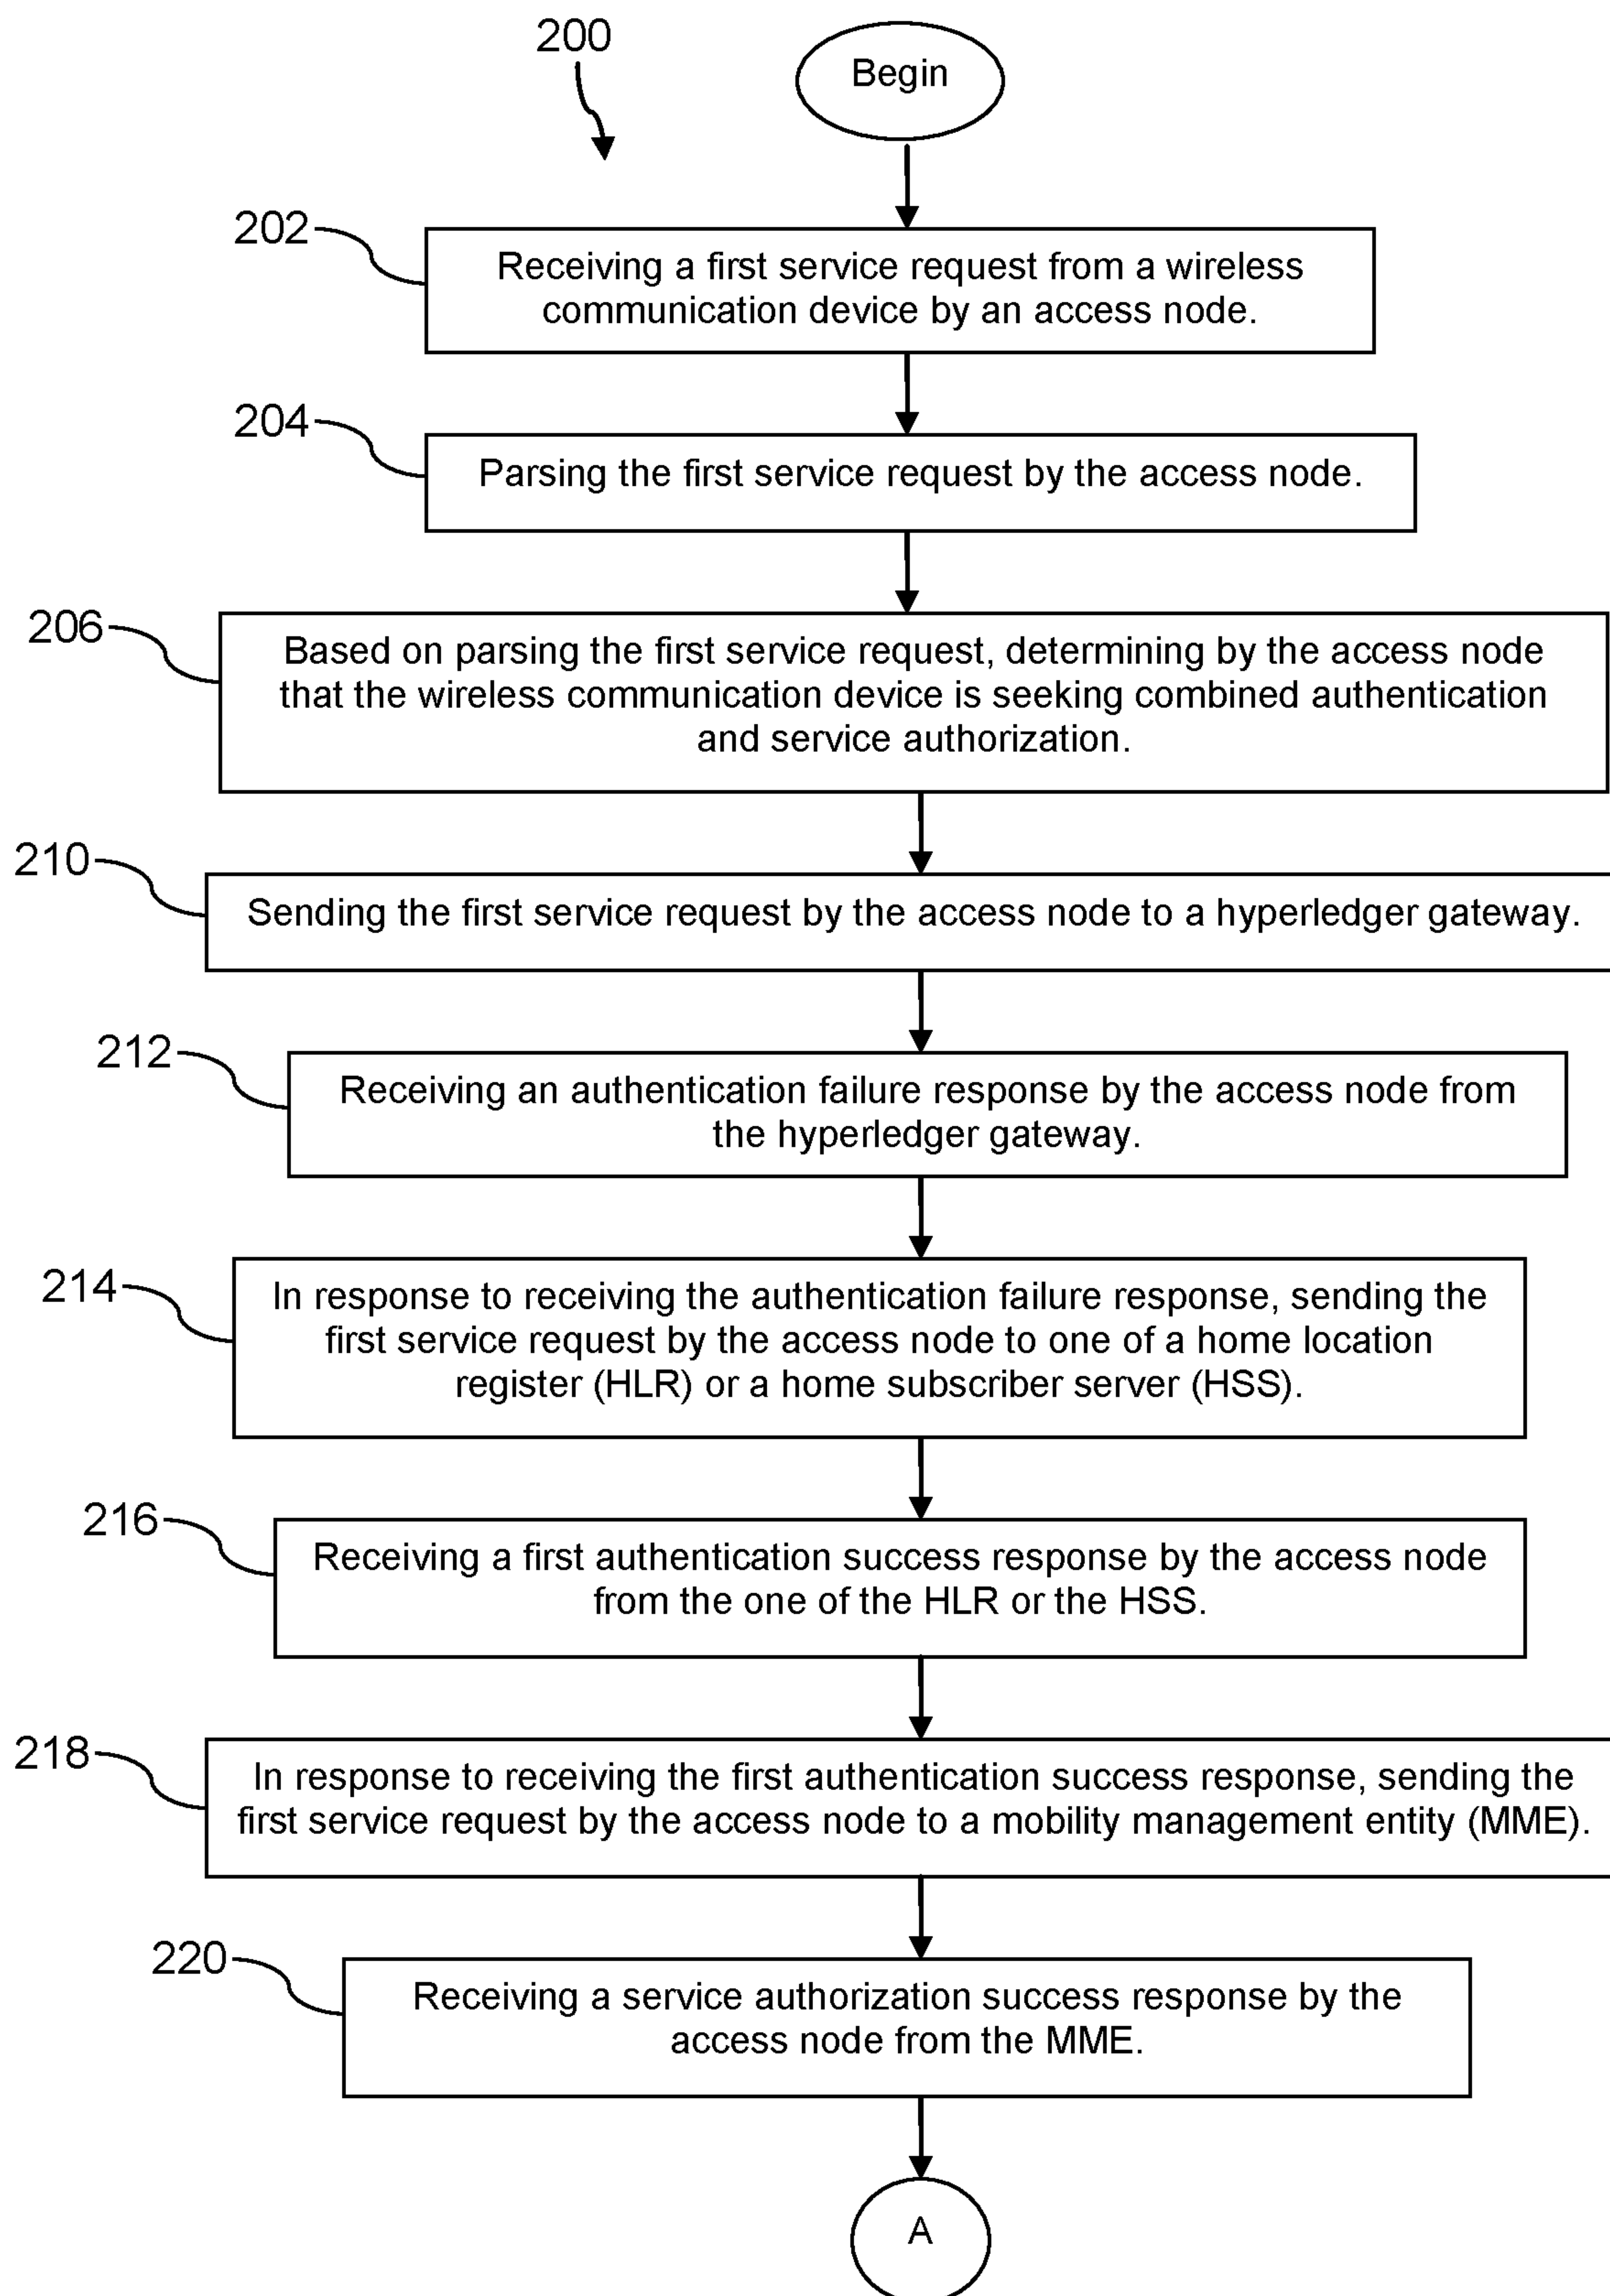 200
Begin
202
Receiving a first service request from a wireless
communication device by an access node.
204
Parsing the first service request by the access node.
206
Based on parsing the first service request, determining by the access node
that the wireless communication device is seeking combined authentication
and service authorization.
210
Sending the first service request by the access node to a hyperledger gateway.
212
Receiving an authentication failure response by the access node from
the hyperledger gateway.
214
In response to receiving the authentication failure response, sending the
first service request by the access node to one of a home location
register (HLR) or a home subscriber server (HSS).
216
Receiving a first authentication success response by the access node
from the one of the HLR or the HSS.
218
In response to receiving the first authentication success response, sending the
first service request by the access node to a mobility management entity (MME).
220
Receiving a service authorization success response by the
access node from the MME.
A